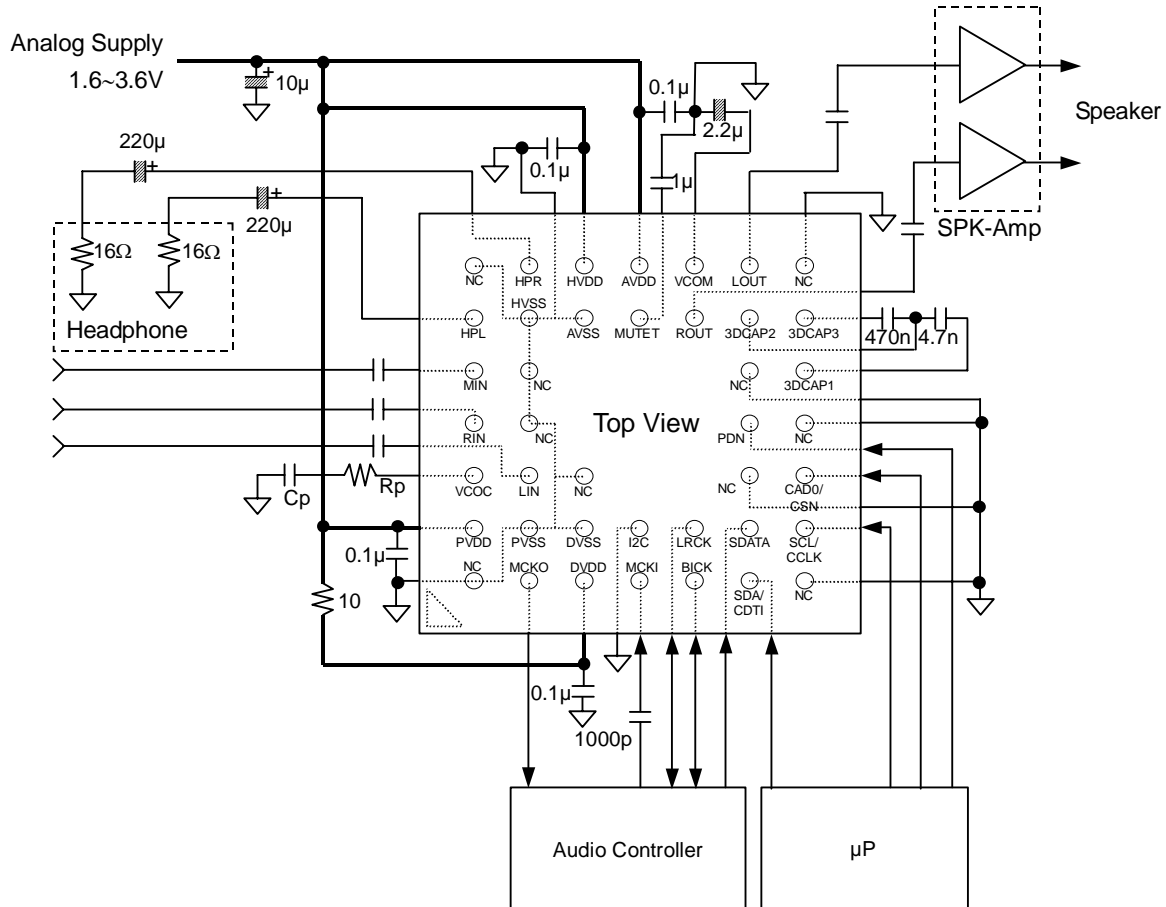 Analog Supply
1.6~3.6V
10µ
0.1µ
2.2µ
Speaker
220µ
0.1µ
1µ
220µ
SPK-Amp
16Ω
16Ω
Headphone
NC
HPR
HVDD
AVDD
VCOM
LOUT
NC
HVSS
HPL
AVSS
MUTET
ROUT
3DCAP2
3DCAP3
470n
4.7n
MIN
NC
NC
3DCAP1
Top View
RIN
NC
PDN
NC
Cp
Rp
VCOC
LIN
NC
NC
CAD0/
CSN
0.1µ
PVDD
PVSS
DVSS
I2C
LRCK
SDATA
SCL/
CCLK
NC
MCKO
DVDD
MCKI
BICK
SDA/
CDTI
NC
10
0.1µ
1000p
Audio Controller
µP